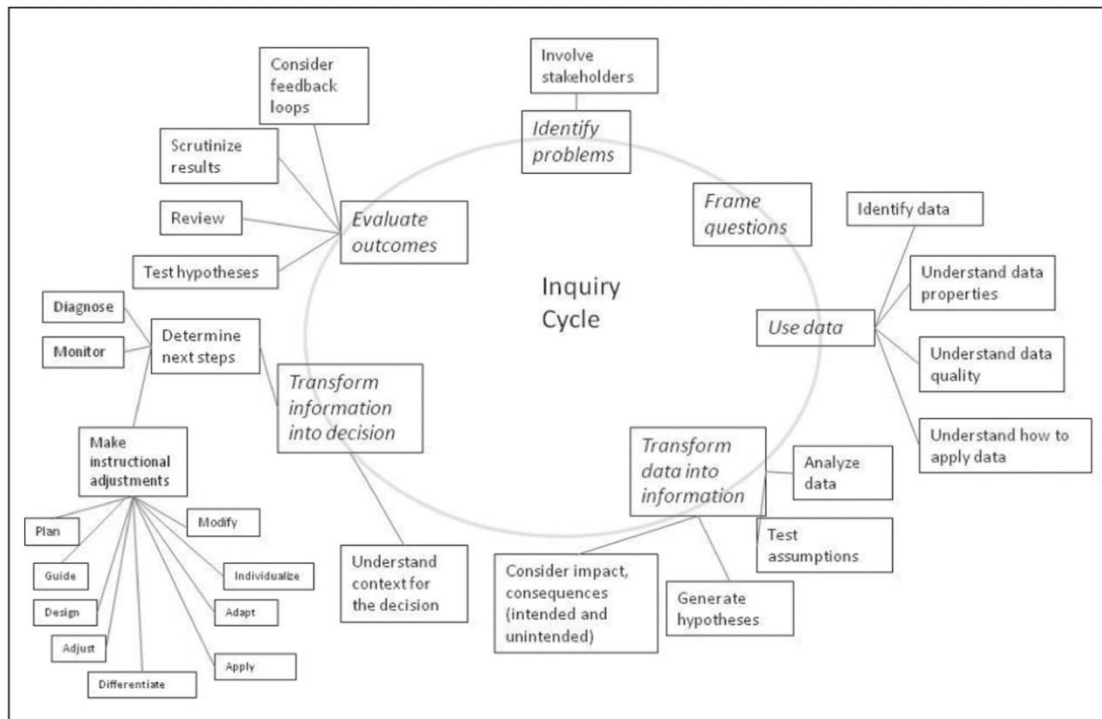 Consider
feedback
loops
Involve
stakeholders
Identify
problems
Scrutinize
results
Frame
questions
Identify data
Review
Evaluate
outcomes
Test hypotheses
Understand data
properties
Inquiry
Cycle
Diagnose
Monitor
Determine
next steps
Use data
Understand data
quality
Transform
information
into decision
Understand how to
apply data
Make
instructional
adjustments
Transform
data into
information
Analyze
data
Test
assumptions
Plan
Modify
Guide
Individualize
Design
Adapt
Adjust
Apply
Differentiate
Understand
context for
the decision
Consider impact,
consequences
(intended and
unintended)
Generate
hypotheses